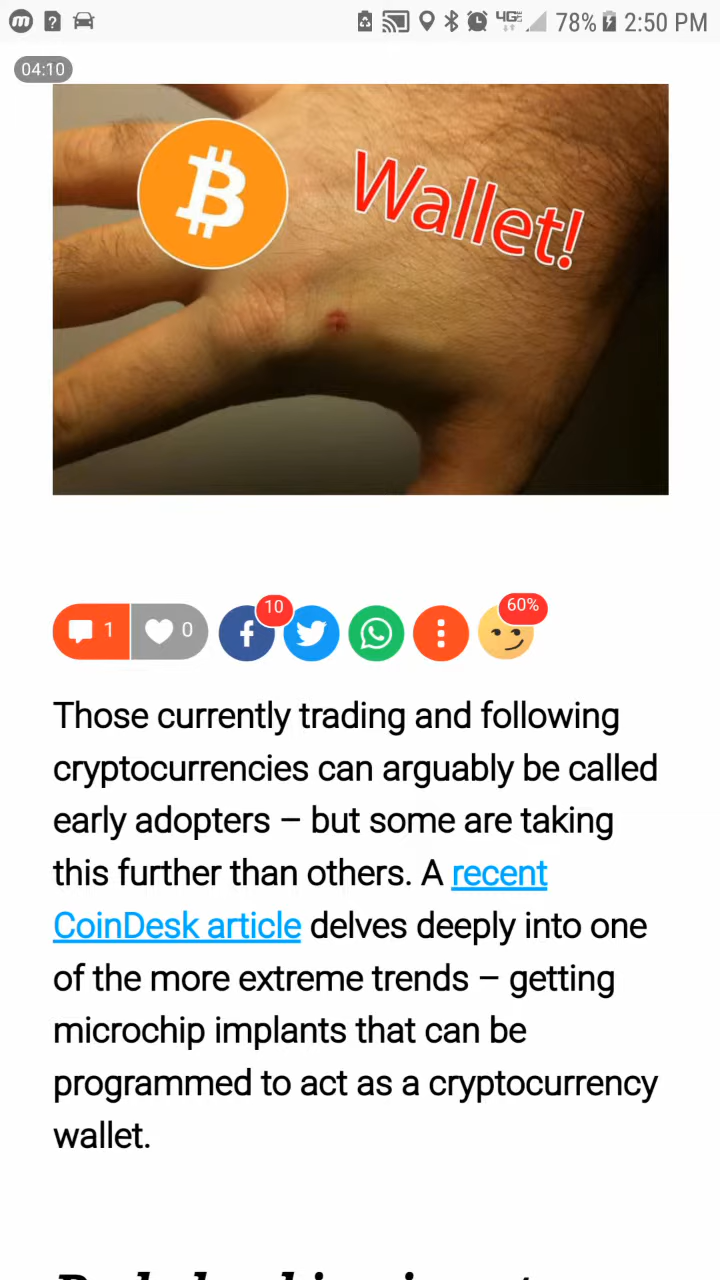 78% 2:50 PM
04:10
Wallet!
1 0 10 60%
Those currently trading and following
cryptocurrencies can arguably be called
early adopters – but some are taking
this further than others. A recent
CoinDesk article delves deeply into one
of the more extreme trends – getting
microchip implants that can be
programmed to act as a cryptocurrency
wallet.